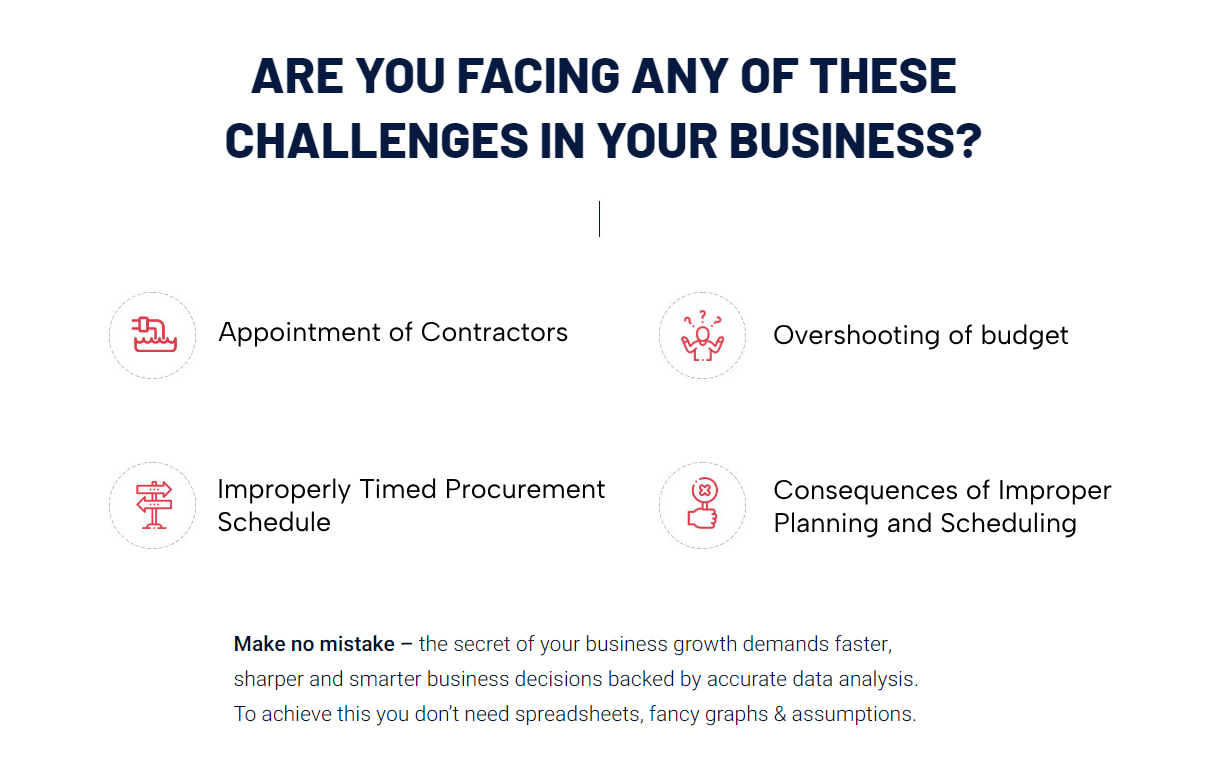 ARE YOU FACING ANY OF THESE
CHALLENGES IN YOUR BUSINESS?
Appointment of Contractors
Overshooting of budget
Improperly Timed Procurement
Schedule
Consequences of Improper
Planning and Scheduling
Make no mistake – the secret of your business growth demands faster,
sharper and smarter business decisions backed by accurate data analysis.
To achieve this you don’t need spreadsheets, fancy graphs & assumptions.